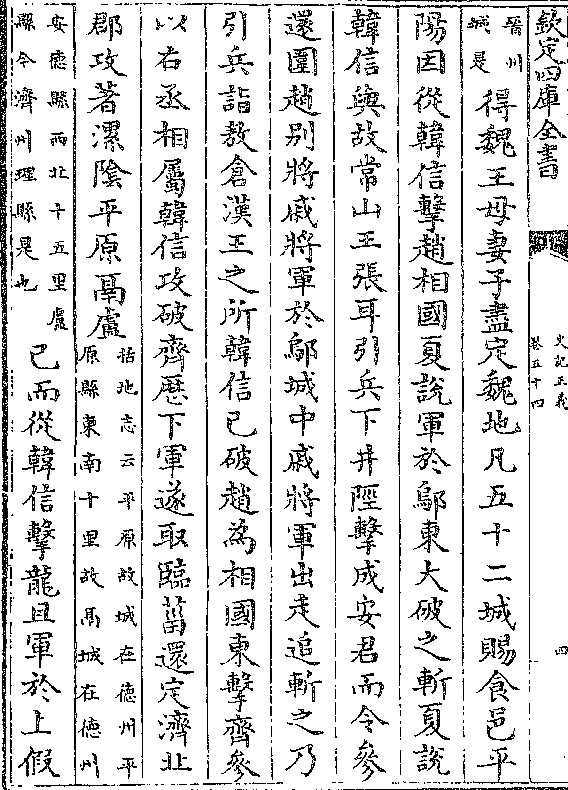 欽定四庫全書
史記正義
卷五十四
四
晉州
城是
得魏王母妻子盡定魏地凡五十二城賜食邑平
陽因從韓信擊趙相國夏説軍於鄔東大破之斬夏説
韓信與故常山王張耳引兵下井陘擊成安君而令參
還圍趙别將戚將軍於鄔城中戚將軍出走追斬之乃
引兵詣敖倉漢王之所韓信已破趙為相國東擊齊參
以右丞相屬韓信攻破齊歴下軍遂取臨菑還定濟北
郡攻著漯隂平原鬲盧
括地志云平原故城在德州平
原縣東南十里故鬲城在德州
安德縣西北十五里盧
縣今濟州理縣是也
已而從韓信擊龍且軍於上假